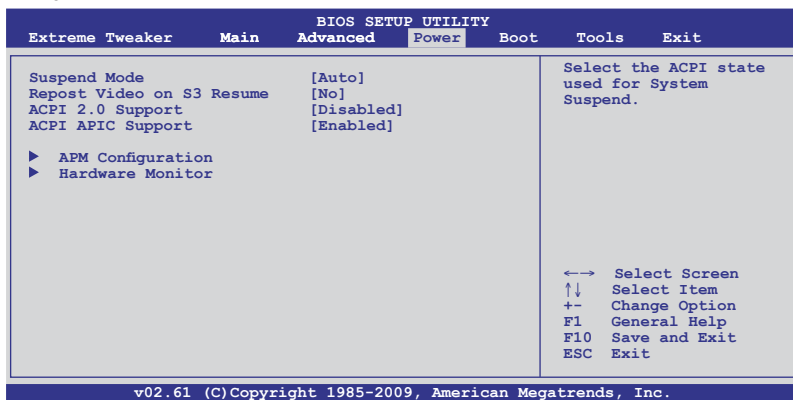 BIOS SETUP UTILITY
Extreme Tweaker Main Advanced Power Boot Tools Exit
Suspend Mode [Auto]
Repost Video on S3 Resume [No]
ACPI 2.0 Support [Disabled]
ACPI APIC Support [Enabled]
▶ APM Configuration
▶ Hardware Monitor
Select the ACPI state
used for System
Suspend.
←→ Select Screen
↑↓ Select Item
+- Change Option
F1 General Help
F10 Save and Exit
ESC Exit
v02.61 (C)Copyright 1985-2009, American Megatrends, Inc.